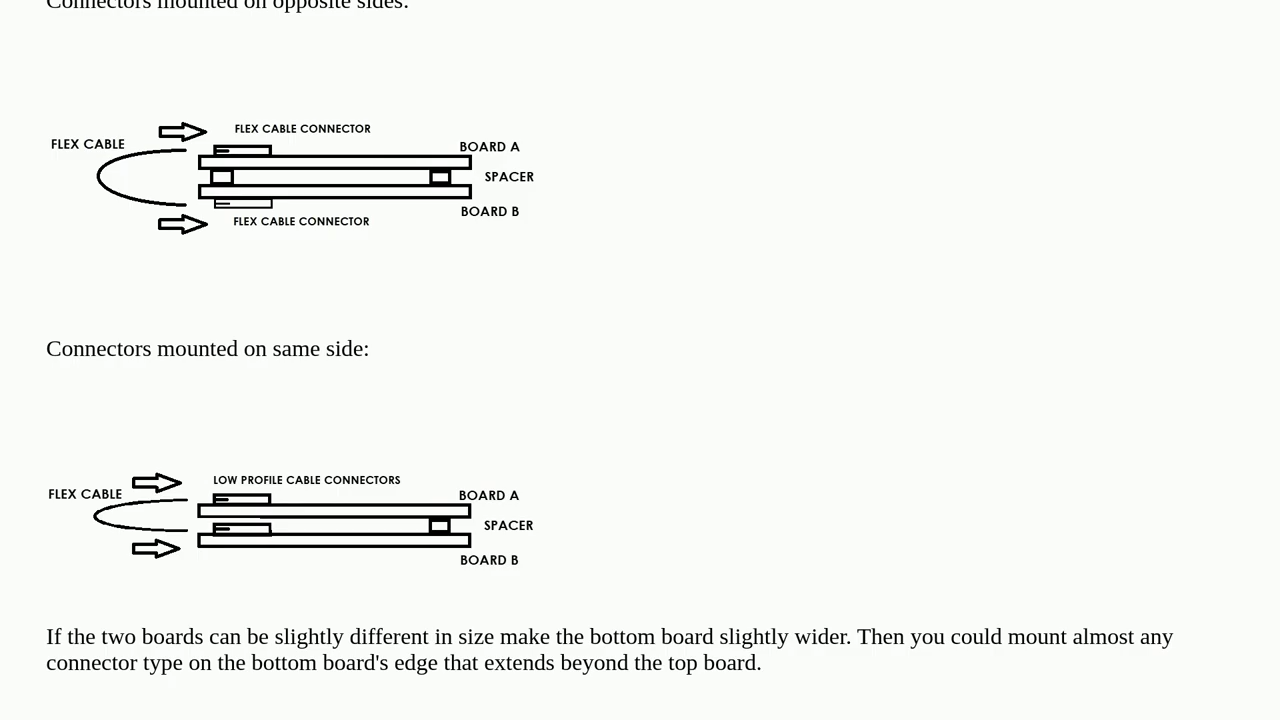 Connectors mounted on opposite sides:
FLEX CABLE CONNECTOR
FLEX CABLE
BOARD A
SPACER
BOARD B
FLEX CABLE CONNECTOR
Connectors mounted on same side:
LOW PROFILE CABLE CONNECTORS
FLEX CABLE
BOARD A
SPACER
BOARD B
If the two boards can be slightly different in size make the bottom board slightly wider. Then you could mount almost any
connector type on the bottom board's edge that extends beyond the top board.